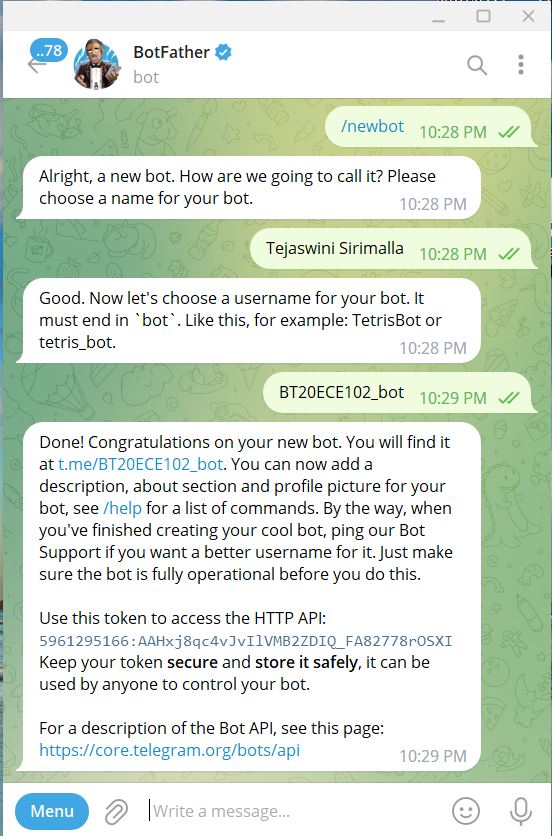 ..78
BotFather
bot
/newbot 10:28 PM
Alright, a new bot. How are we going to call it? Please
choose a name for your bot.
10:28 PM
Tejaswini Sirimalla 10:28 PM
Good. Now let's choose a username for your bot. It
must end in `bot`. Like this, for example: TetrisBot or
tetris_bot.
10:28 PM
BT20ECE102_bot 10:29 PM
Done! Congratulations on your new bot. You will find it
at t.me/BT20ECE102_bot. You can now add a
description, about section and profile picture for your
bot, see /help for a list of commands. By the way, when
you've finished creating your cool bot, ping our Bot
Support if you want a better username for it. Just make
sure the bot is fully operational before you do this.
Use this token to access the HTTP API:
5961295166:AAHxj8qc4vJvIlVMB2ZDIQ_FA82778rOSXI
Keep your token secure and store it safely, it can be
used by anyone to control your bot.
For a description of the Bot API, see this page:
https://core.telegram.org/bots/api
10:29 PM
Menu
Write a message...